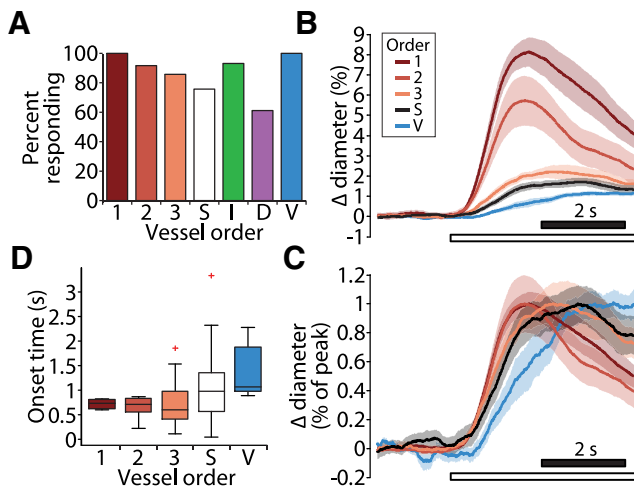 A
Percent
responding
100
80
60
40
20
0
1 2 3 S I D V
Vessel order
B
Δ diameter (%)
9
8
7
6
5
4
3
2
1
0
-1
Order
1
2
3
S
V
2 s
D
Onset time (s)
3
2.5
2
1.5
1
0.5
0
1 2 3 S V
Vessel order
C
Δ diameter
(% of peak)
1.2
1
0.8
0.6
0.4
0.2
0
-0.2
2 s